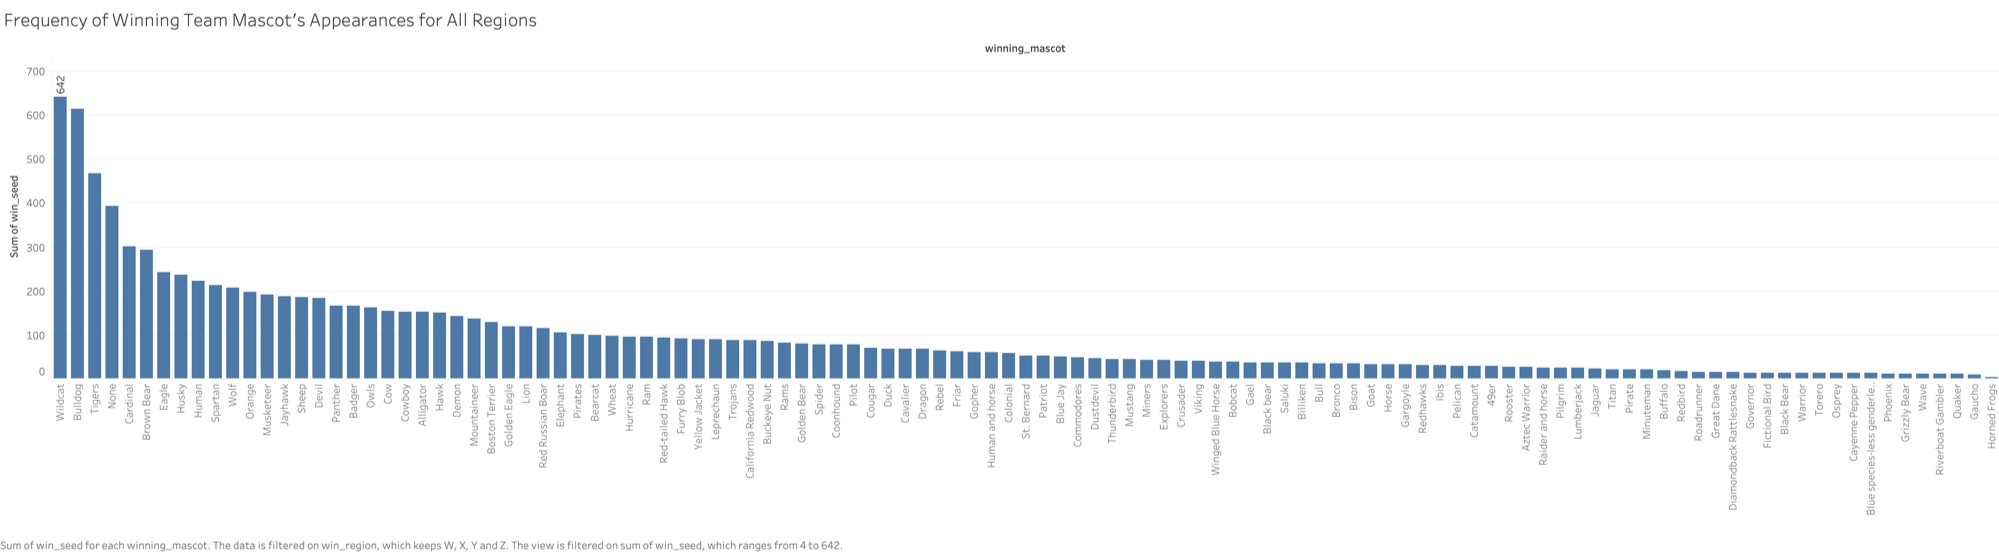 Frequency of Winning Team Mascot's Appearances for All Regions
winning_mascot
Sum of win_seed
700
600
500
400
300
200
100
0
642
Wildcat
Bulldog
Tigers
None
Cardinal
Brown Bear
Eagle
Husky
Human
Spartan
Wolf
Orange
Musketeer
Jayhawk
Sheep
Devil
Panther
Badger
Owls
Cow
Cowboy
Alligator
Hawk
Demon
Mountaineer
Boston Terrier
Golden Eagle
Lion
Red Russian Boar
Elephant
Pirates
Bearcat
Wheat
Hurricane
Ram
Red-tailed Hawk
Furry Blob
Yellow Jacket
Leprechaun
Trojans
California Redwood
Buckeye Nut
Rams
Golden Bear
Spider
Coonhound
Pilot
Cougar
Duck
Cavalier
Dragon
Rebel
Friar
Gopher
Human and horse
Colonial
St. Bernard
Patriot
Blue Jay
Commodores
Dustdevil
Thunderbird
Mustang
Miners
Explorers
Crusader
Viking
Winged Blue Horse
Bobcat
Gael
Black bear
Saluki
Billiken
Bull
Bronco
Bison
Goat
Horse
Gargoyle
Redhawks
Ibis
Pelican
Catamount
49er
Rooster
Aztec Warrior
Raider and horse
Pilgrim
Lumberjack
Jaguar
Titan
Pirate
Minuteman
Buffalo
Redbird
Roadrunner
Great Dane
Diamondback Rattlesnake
Governor
Fictional Bird
Black Bear
Warrior
Torero
Osprey
Cayenne Pepper
Blue species-less genderle..
Phoenix
Grizzly Bear
Wave
Riverboat Gambler
Quaker
Gaucho
Horned Frogs
Sum of win_seed for each winning_mascot. The data is filtered on win_region, which keeps W, X, Y and Z. The view is filtered on sum of win_seed, which ranges from 4 to 642.